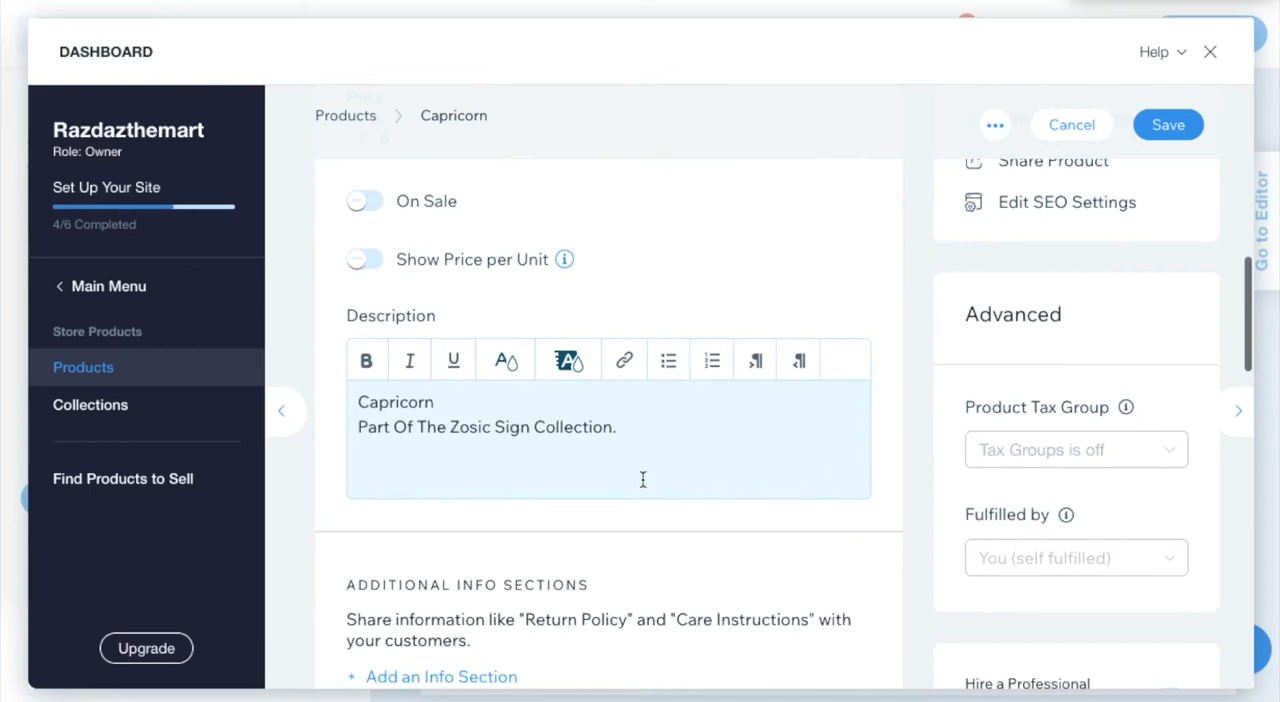 DASHBOARD
Help
Razdazthemart
Role: Owner
Set Up Your Site
4/6 Completed
Main Menu
Store Products
Products
Collections
Find Products to Sell
Upgrade
Products > Capricorn
Cancel
Save
Price
On Sale
Show Price per Unit
Description
B I U A A
Capricorn
Part Of The Zosic Sign Collection.
ADDITIONAL INFO SECTIONS
Share information like "Return Policy" and "Care Instructions" with
your customers.
+ Add an Info Section
Share Product
Edit SEO Settings
Advanced
Product Tax Group
Tax Groups is off
Fulfilled by
You (self fulfilled)
Hire a Professional
Go to Editor